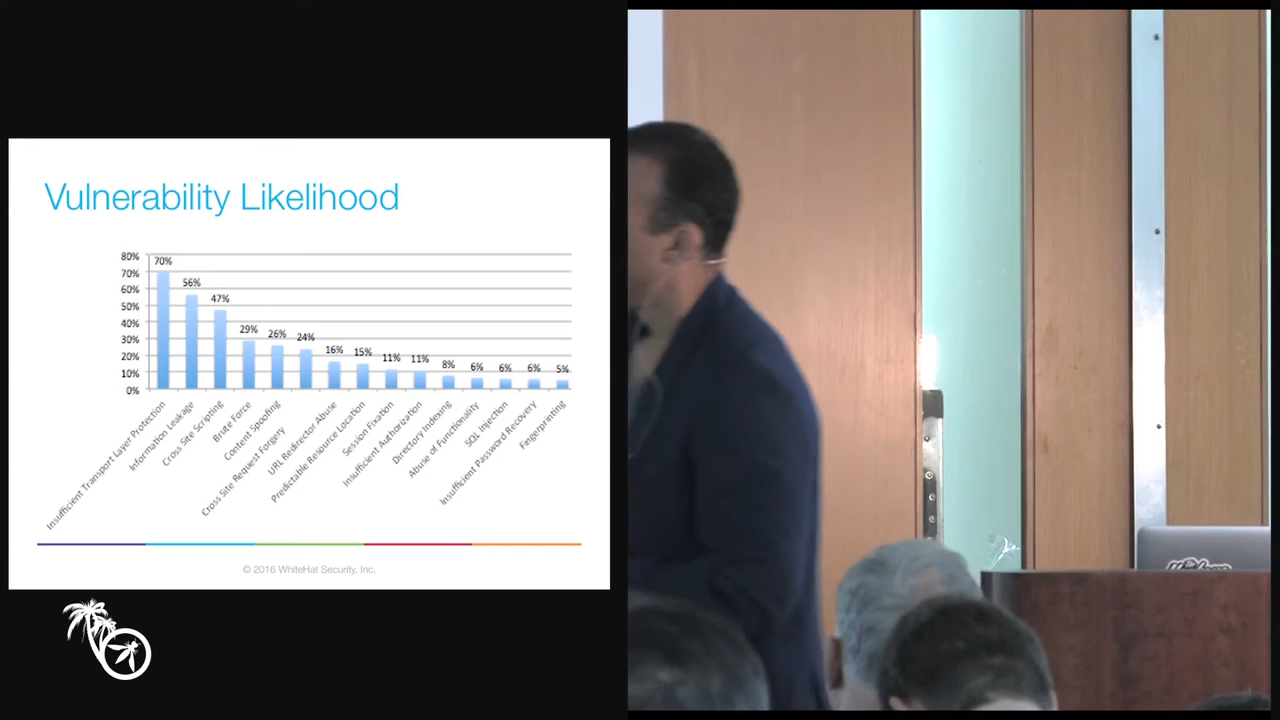 Vulnerability Likelihood
80%
70%
60%
50%
40%
30%
20%
10%
0%
70%
56%
47%
29%
26%
24%
16%
15%
11%
11%
8%
6%
6%
6%
5%
Insufficient Transport Layer Protection
Information Leakage
Cross Site Scripting
Brute Force
Content Spoofing
Cross Site Request Forgery
URL Redirector Abuse
Predictable Resource Location
Session Fixation
Insufficient Authorization
Directory Indexing
Abuse of Functionality
SQL Injection
Insufficient Password Recovery
Fingerprinting
© 2016 WhiteHat Security, Inc.